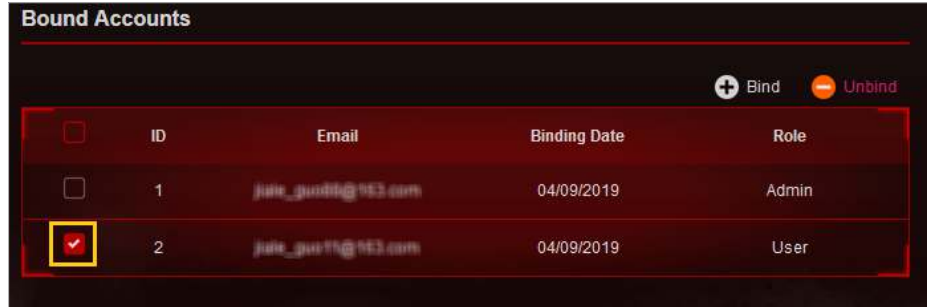 Bound Accounts
Bind Unbind
ID Email Binding Date Role
1 04/09/2019 Admin
2 04/09/2019 User